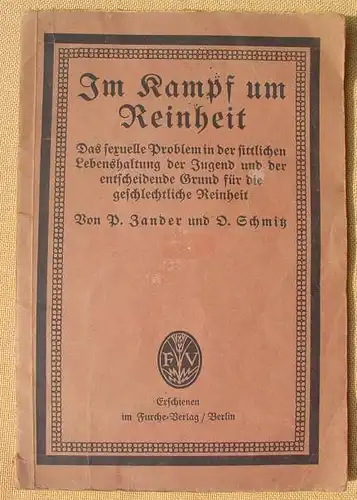 Im Kampf um
Reinheit
Das sexuelle Problem in der sittlichen
Lebenshaltung der Jugend und der
entscheidende Grund für die
geschlechtliche Reinheit
Von P. Zander und O. Schmitz
F V
Erschienen
im Furche-Verlag / Berlin